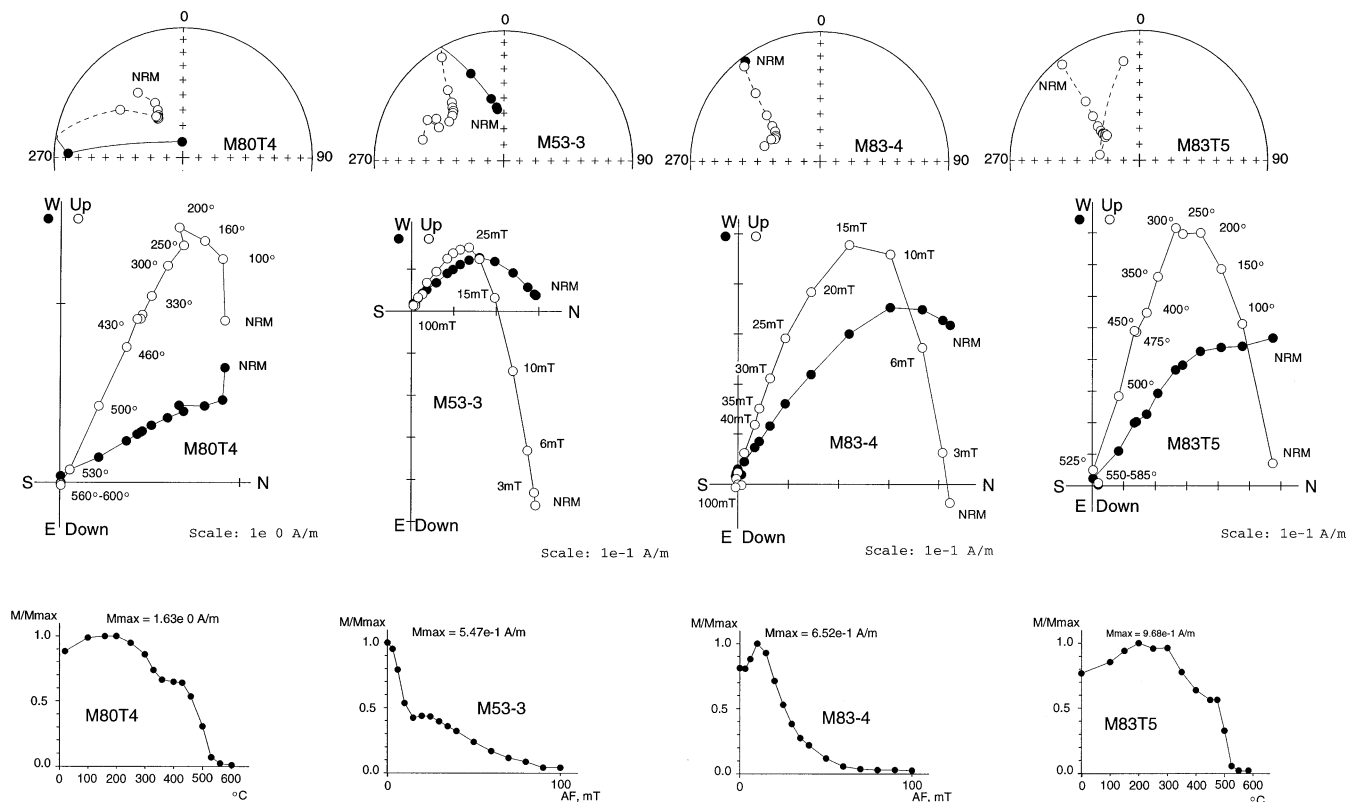 0
NRM
M80T4
270
90
0
NRM
M53-3
270
90
0
NRM
M83-4
270
90
0
NRM
M83T5
270
90
W Up
200°
160°
250°
100°
300°
330°
430°
NRM
460°
NRM
500°
M80T4
530°
S N
560°-600°
E Down
Scale: 1e 0 A/m
W Up
25mT
NRM
15mT
S N
100mT
10mT
M53-3
6mT
3mT
NRM
E Down
Scale: 1e-1 A/m
W Up
15mT
10mT
20mT
25mT
NRM
6mT
30mT
35mT
40mT
M83-4
3mT
S N
100mT
NRM
E Down
Scale: 1e-1 A/m
W Up
250°
300°
200°
350°
150°
400°
100°
450°
475°
NRM
500°
M83T5
NRM
525°
550-585°
S N
E Down
Scale: 1e-1 A/m
M/Mmax
Mmax = 1.63e 0 A/m
1.0
0.5
M80T4
0.0
0 100 200 300 400 500 600
°C
M/Mmax
Mmax = 5.47e-1 A/m
1.0
0.5
M53-3
0.0
0 100
AF, mT
M/Mmax
Mmax = 6.52e-1 A/m
1.0
0.5
M83-4
0.0
0 100
AF, mT
M/Mmax
Mmax = 9.68e-1 A/m
1.0
0.5
M83T5
0.0
0 100 200 300 400 500 600
°C